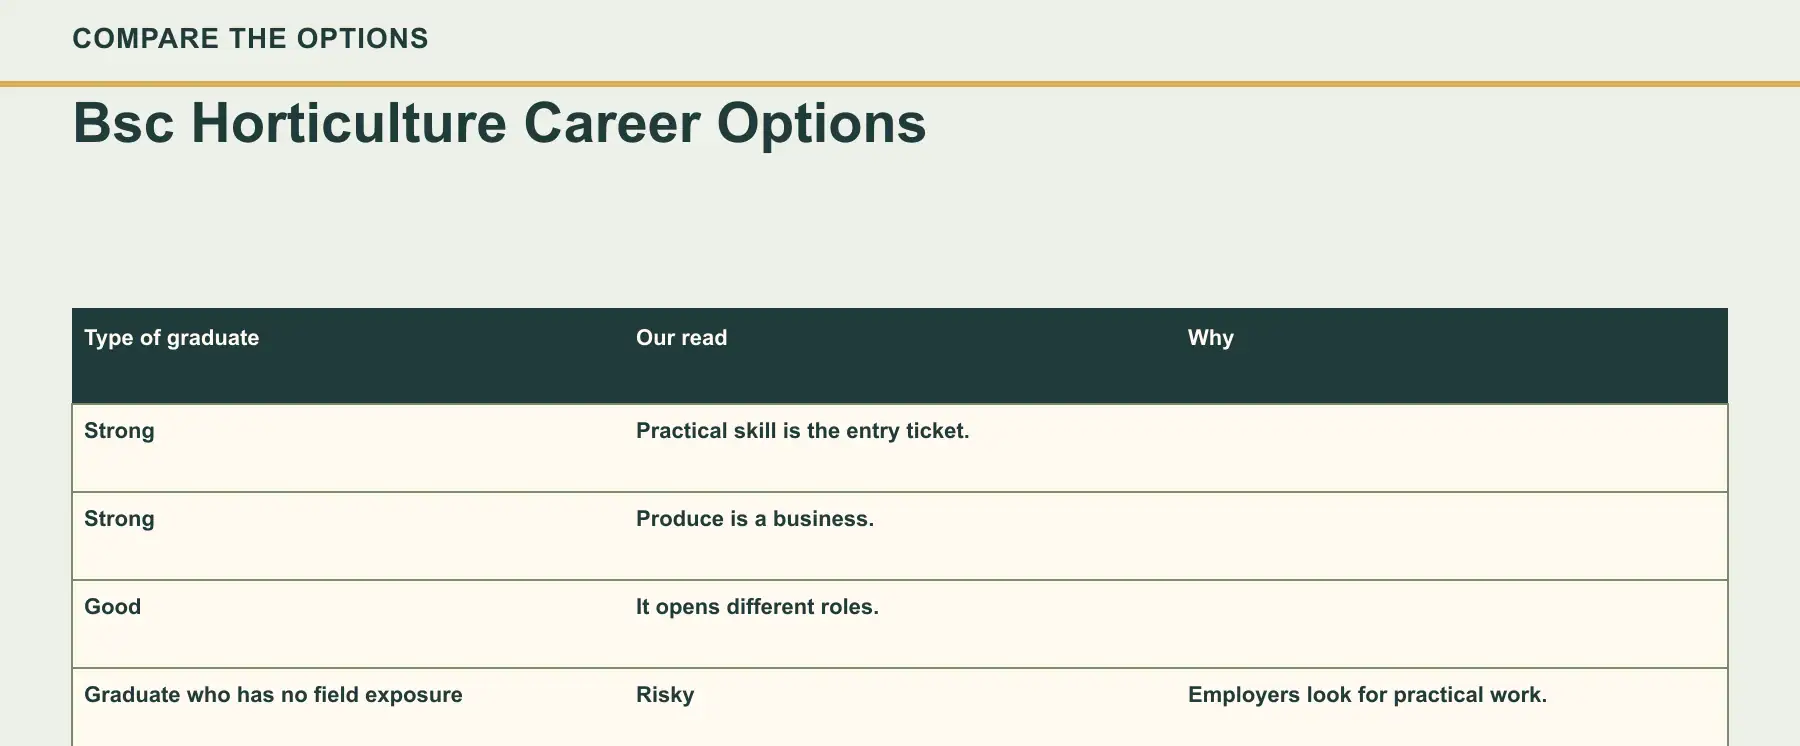 COMPARE THE OPTIONS
Bsc Horticulture Career Options
Type of graduate Our read Why
Strong Practical skill is the entry ticket.
Strong Produce is a business.
Good It opens different roles.
Graduate who has no field exposure Risky Employers look for practical work.